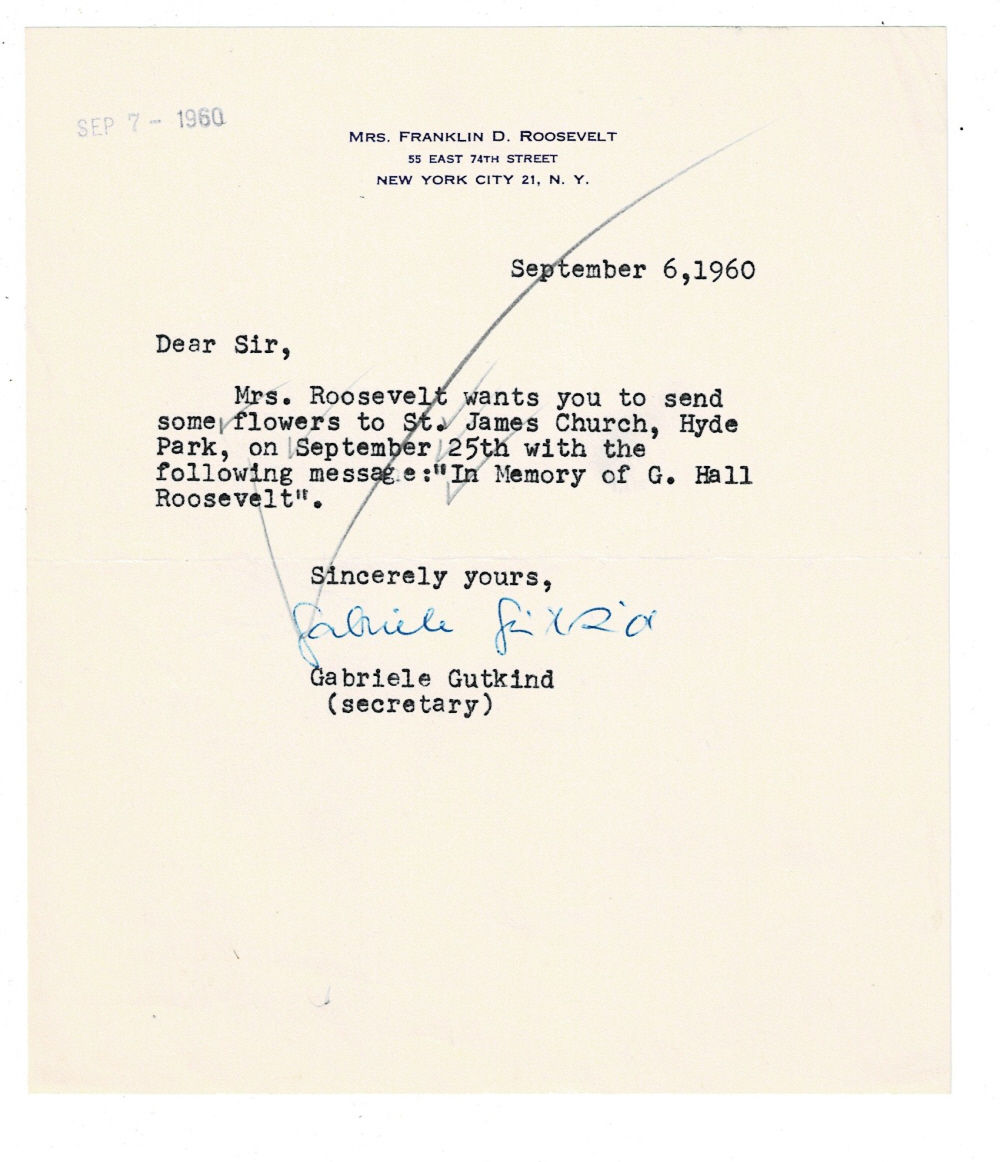 SEP 7 - 1960
MRS. FRANKLIN D. ROOSEVELT
55 EAST 74TH STREET
NEW YORK CITY 21, N. Y.
September 6,1960
Dear Sir,
Mrs. Roosevelt wants you to send
some flowers to St. James Church, Hyde
Park, on September 25th with the
following message:"In Memory of G. Hall
Roosevelt".
Sincerely yours,
Gabriele Gutkind
Gabriele Gutkind
(secretary)